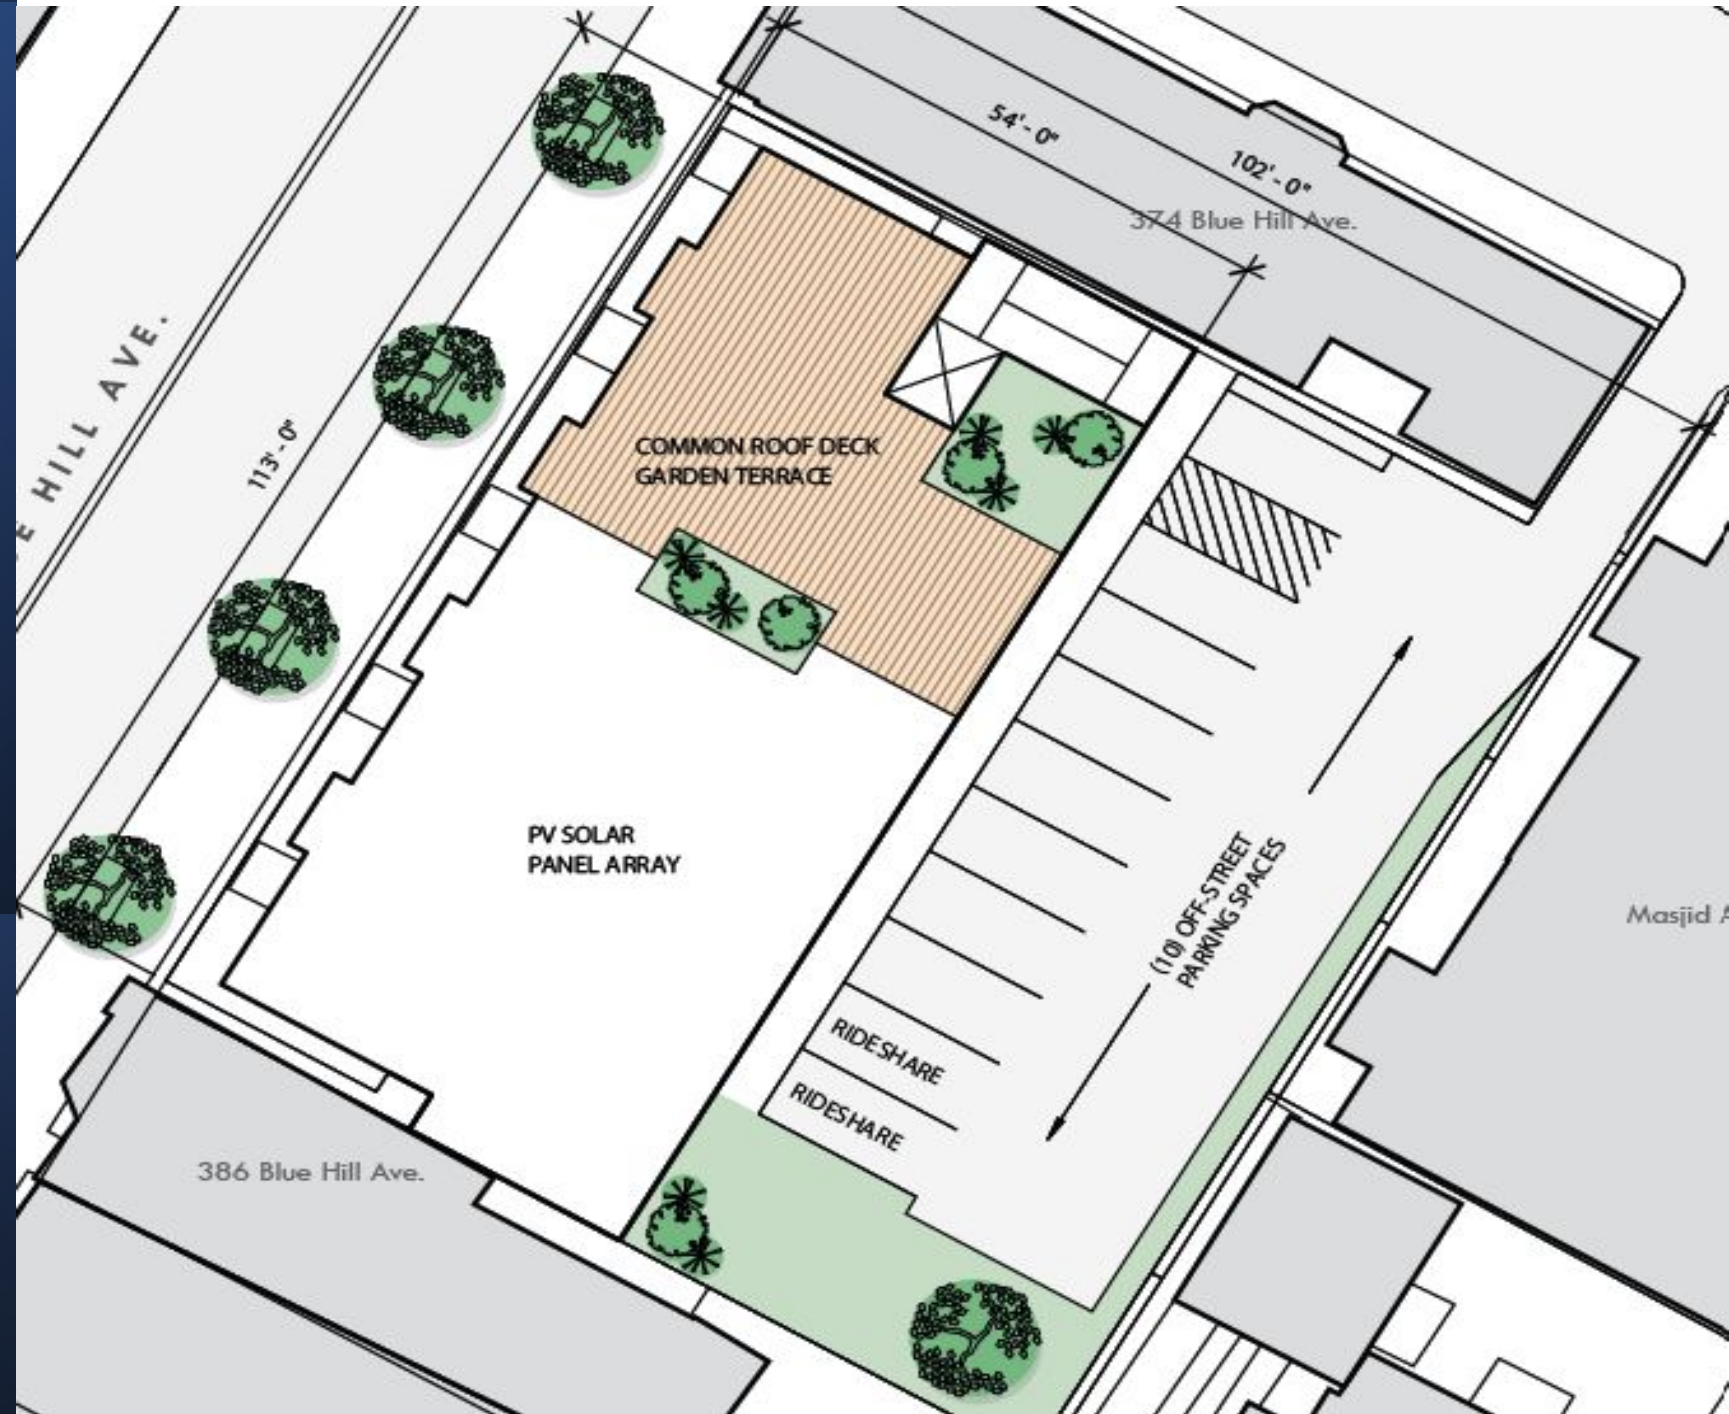 54'-0"
102'-0"
374 Blue Hill Ave.
HILL AVE.
113'-0"
COMMON ROOF DECK
GARDEN TERRACE
PV SOLAR
PANEL ARRAY
(10) OFF-STREET
PARKING SPACES
Masjid
RIDESHARE
RIDESHARE
386 Blue Hill Ave.